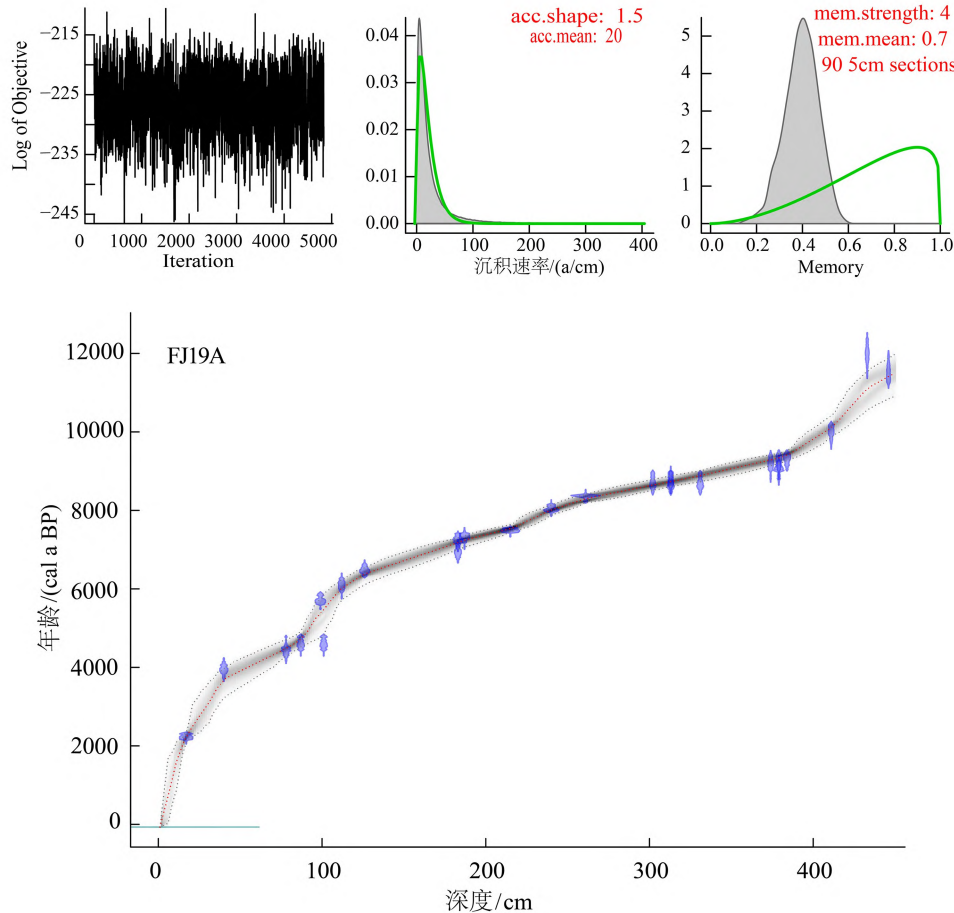 −215
−225
−235
−245
Log of Objective
0 1000 2000 3000 4000 5000
Iteration
acc.shape: 1.5
acc.mean: 20
0.04
0.03
0.02
0.01
0.00
0 100 200 300 400
沉积速率/(a/cm)
mem.strength: 4
mem.mean: 0.7
90 5cm sections
5
4
3
2
1
0
0.0 0.2 0.4 0.6 0.8 1.0
Memory
FJ19A
12000
10000
8000
6000
4000
2000
0
年龄/(cal a BP)
0 100 200 300 400
深度/cm